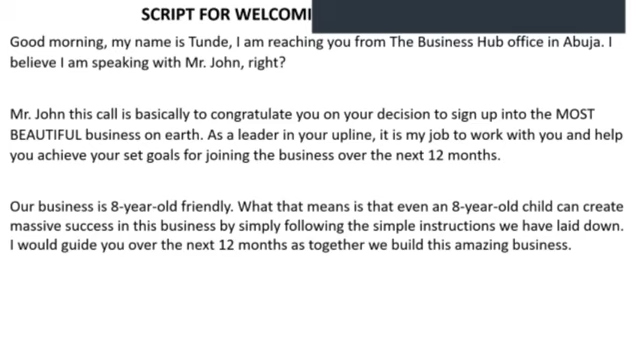 SCRIPT FOR WELCOMI
Good morning, my name is Tunde, I am reaching you from The Business Hub office in Abuja. I
believe I am speaking with Mr. John, right?
Mr. John this call is basically to congratulate you on your decision to sign up into the MOST
BEAUTIFUL business on earth. As a leader in your upline, it is my job to work with you and help
you achieve your set goals for joining the business over the next 12 months.
Our business is 8-year-old friendly. What that means is that even an 8-year-old child can create
massive success in this business by simply following the simple instructions we have laid down.
I would guide you over the next 12 months as together we build this amazing business.